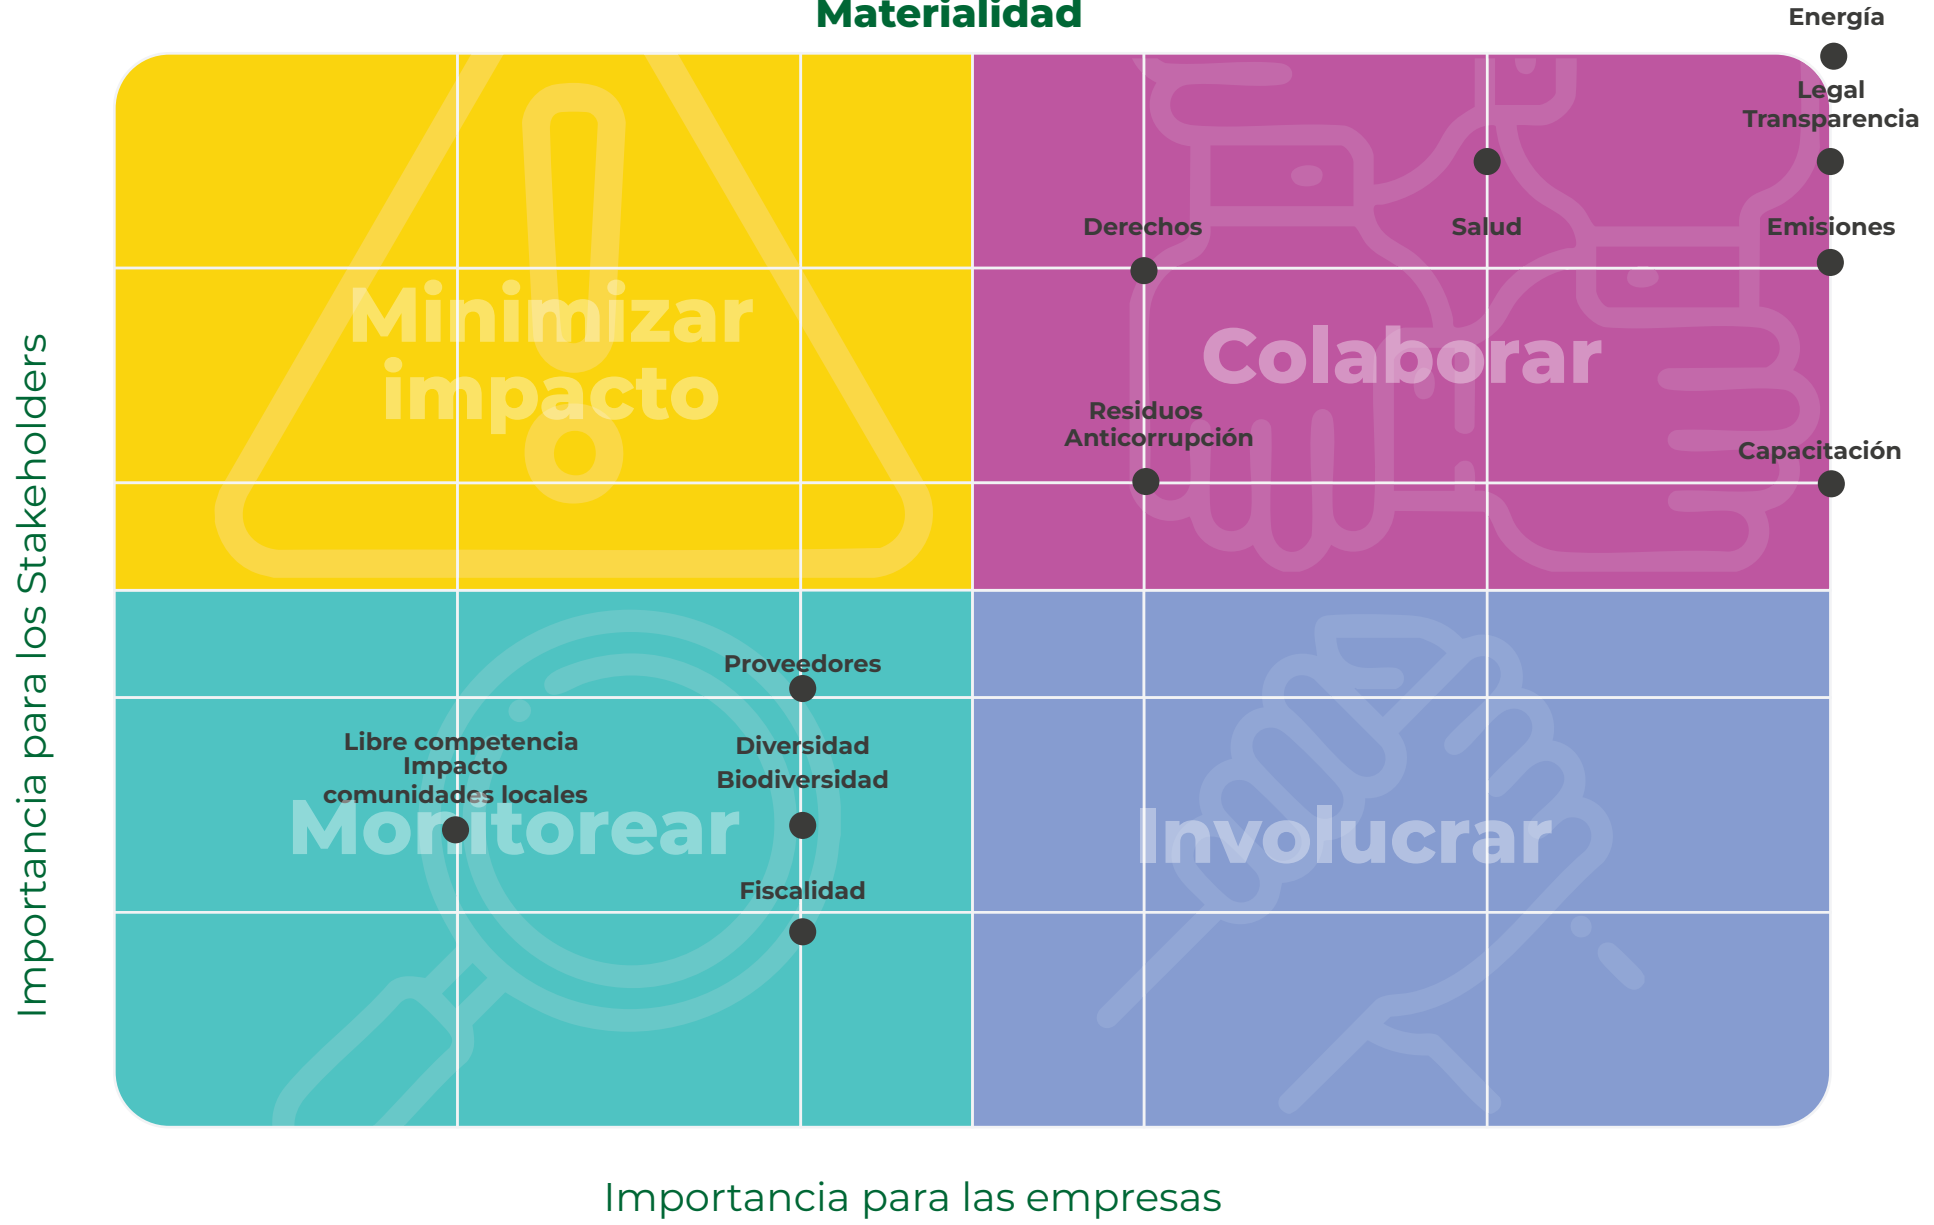 Materialidad
Energía
Legal
Transparencia
Derechos
Salud
Emisiones
Minimizar
impacto
Colaborar
Residuos
Anticorrupción
Capacitación
Importancia para los Stakeholders
Proveedores
Libre competencia
Impacto
comunidades locales
Diversidad
Biodiversidad
Monitorear
Involucrar
Fiscalidad
Importancia para las empresas